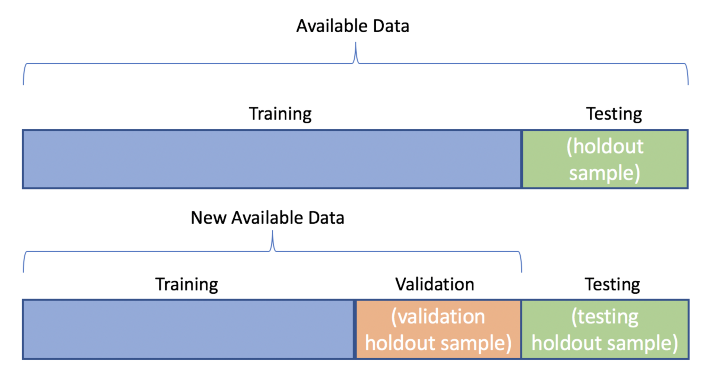 Available Data
Training
Testing
(holdout
sample)
New Available Data
Training
Validation
Testing
(validation
holdout sample)
(testing
holdout sample)